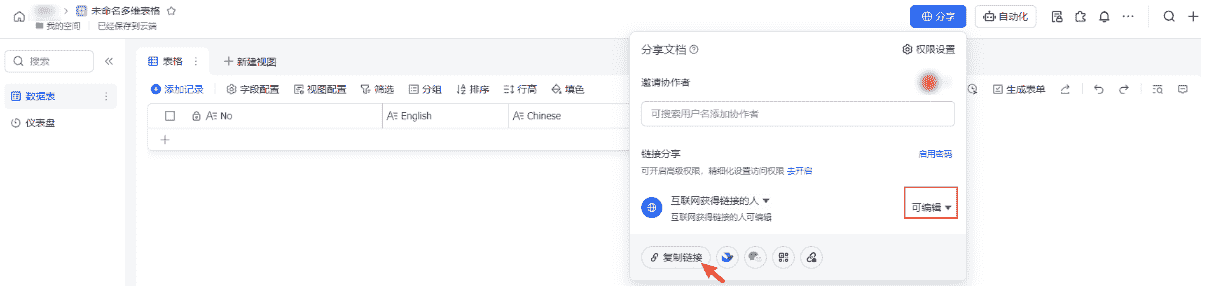 未命名多维表格
我的空间 已经保存到云端
分享 自动化
搜索
数据表
仪表盘
表格 新建视图
添加记录 字段配置 视图配置 筛选 分组 排序 行高 填色 生成表单
No English Chinese
分享文档 权限设置
邀请协作者
可搜索用户名添加协作者
链接分享 启用密码
可开启高级权限，精细化设置访问权限 去开启
互联网获得链接的人 可编辑
互联网获得链接的人可编辑
复制链接